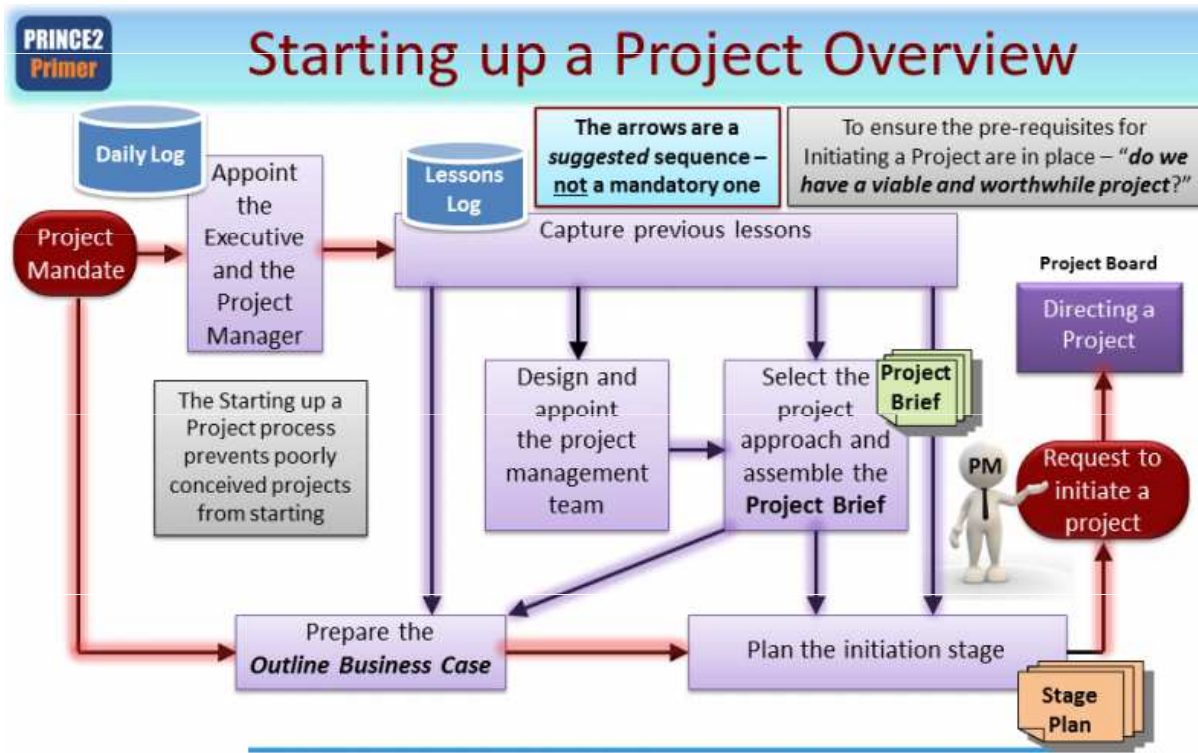 PRINCE2
Primer
Starting up a Project Overview
Daily Log
Appoint
the
Executive
and the
Project
Manager
Lessons
Log
The arrows are a
suggested sequence –
not a mandatory one
To ensure the pre-requisites for
Initiating a Project are in place – “do we
have a viable and worthwhile project?”
Project
Mandate
Capture previous lessons
Project Board
Directing a
Project
The Starting up a
Project process
prevents poorly
conceived projects
from starting
Design and
appoint
the project
management
team
Select the
project
approach and
assemble the
Project Brief
Project
Brief
PM
Request to
initiate a
project
Prepare the
Outline Business Case
Plan the initiation stage
Stage
Plan